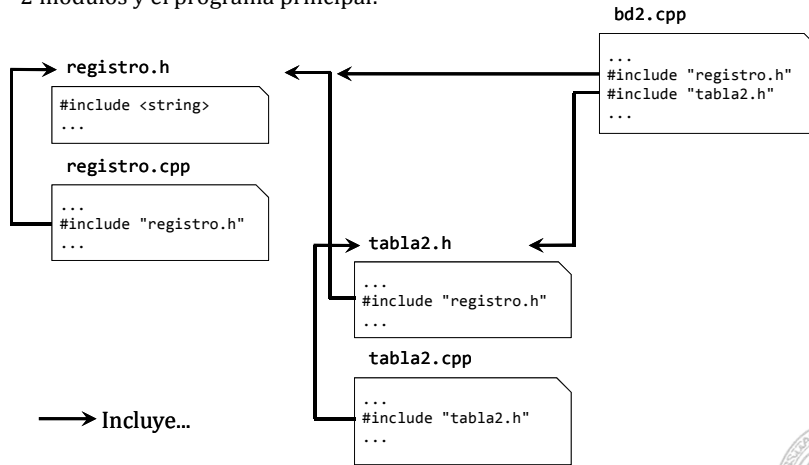 2 módulos y el programa principal:
bd2.cpp
...
#include "registro.h"
#include "tabla2.h"
...
registro.h
#include <string>
...
registro.cpp
...
#include "registro.h"
...
tabla2.h
...
#include "registro.h"
...
tabla2.cpp
...
#include "tabla2.h"
...
Incluye...